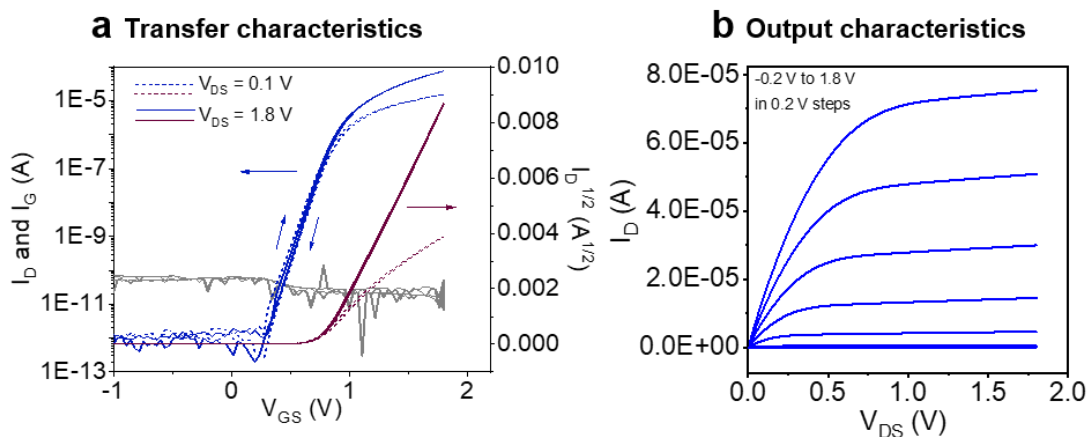 a Transfer characteristics
V_DS = 0.1 V
V_DS = 1.8 V
I_D and I_G (A)
1E-5
1E-7
1E-9
1E-11
1E-13
-1
0
1
2
V_GS (V)
0.010
0.008
0.006
0.004
0.002
0.000
I_D^1/2 (A^1/2)
b Output characteristics
-0.2 V to 1.8 V
in 0.2 V steps
I_D (A)
8.0E-05
6.0E-05
4.0E-05
2.0E-05
0.0E+00
0.0
0.5
1.0
1.5
2.0
V_DS (V)